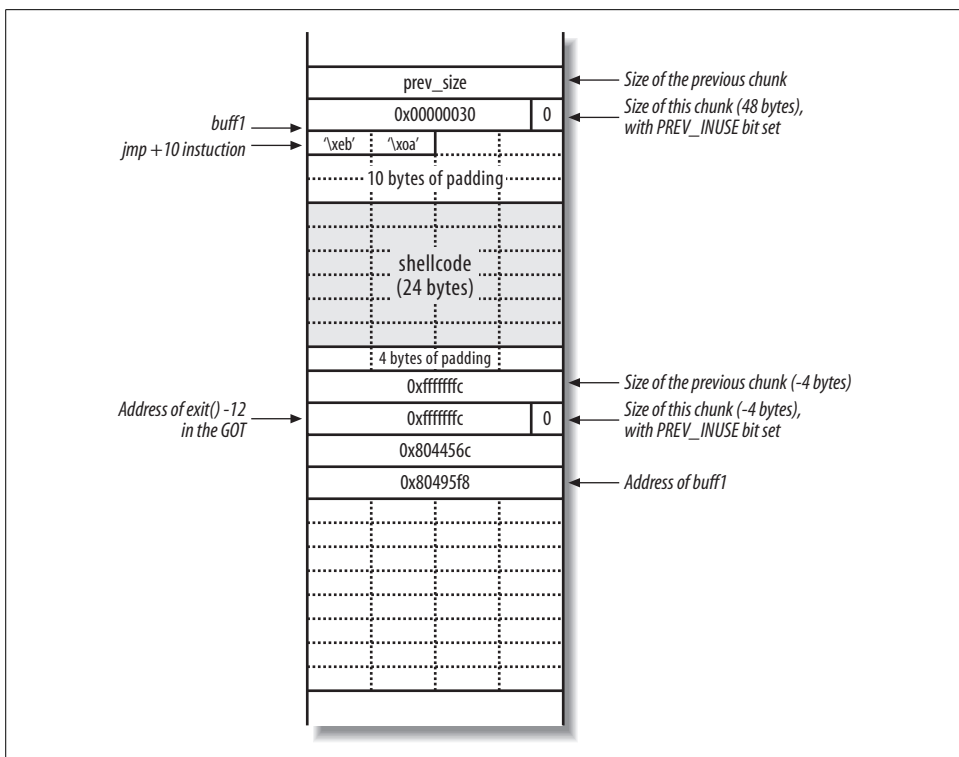 prev_size
Size of the previous chunk
0x00000030
0
Size of this chunk (48 bytes),
with PREV_INUSE bit set
buff1
jmp +10 instuction
'\xeb'
'\xoa'
10 bytes of padding
shellcode
(24 bytes)
4 bytes of padding
0xfffffffc
Size of the previous chunk (-4 bytes)
Address of exit() -12
in the GOT
0xfffffffc
0
Size of this chunk (-4 bytes),
with PREV_INUSE bit set
0x804456c
0x80495f8
Address of buff1